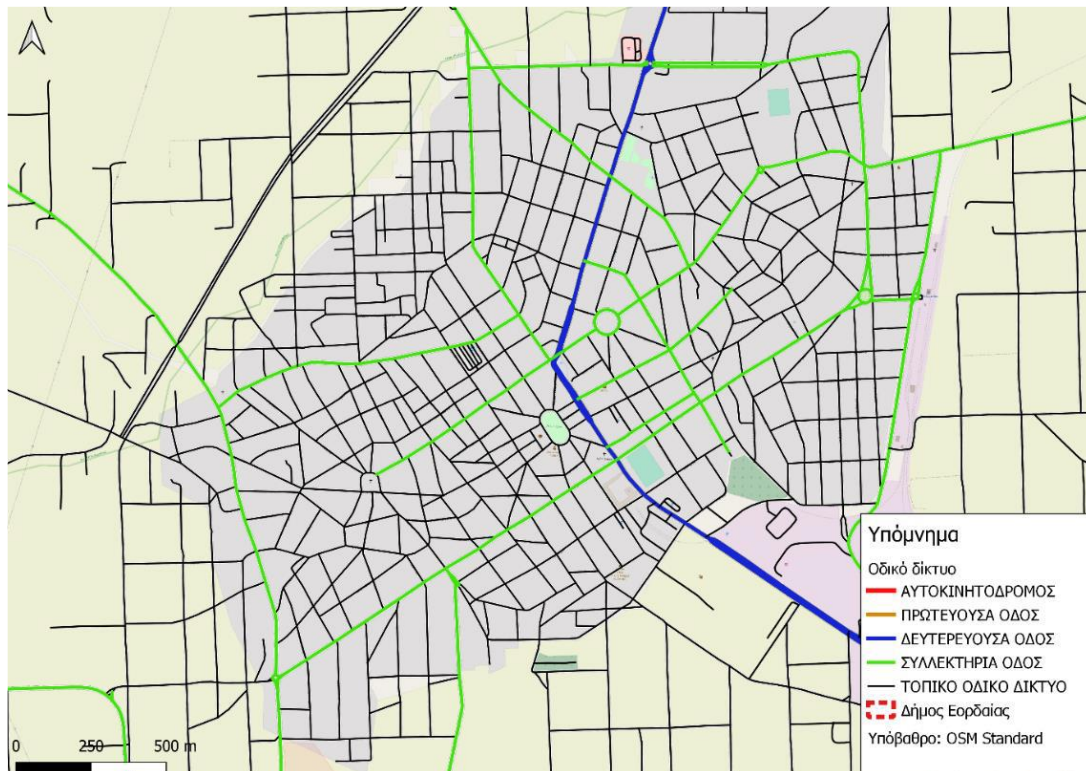 Υπόμνημα
Οδικό δίκτυο
ΑΥΤΟΚΙΝΗΤΟΔΡΟΜΟΣ
ΠΡΩΤΕΥΟΥΣΑ ΟΔΟΣ
ΔΕΥΤΕΡΕΥΟΥΣΑ ΟΔΟΣ
ΣΥΛΛΕΚΤΗΡΙΑ ΟΔΟΣ
ΤΟΠΙΚΟ ΟΔΙΚΟ ΔΙΚΤΥΟ
Δήμος Εορδαίας
Υπόβαθρο: OSM Standard
0 250 500 m